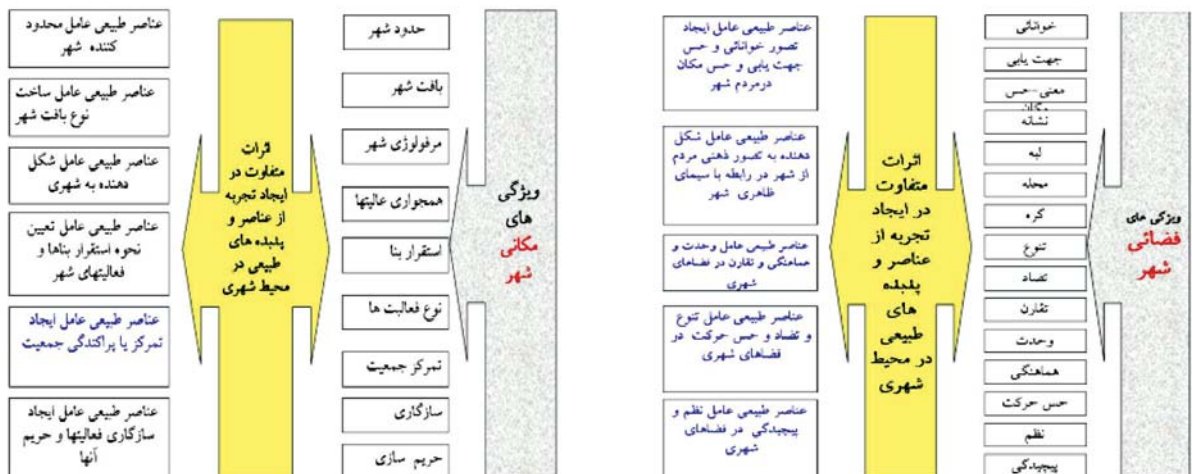 ویژگی های
فضائی
شهر
خوانائی
جهت یابی
معنی-حس
مکان
نشانه
لبه
محله
گره
تنوع
تضاد
تقارن
وحدت
هماهنگی
حس حرکت
نظم
پیچیدگی
اثرات
متفاوت
در ایجاد
تجربه از
عناصر و
پدیده
های
طبیعی
در محیط
شهری
عناصر طبیعی عامل ایجاد
تصور خوانائی و حس
جهت یابی و حس مکان
درمردم شهر
عناصر طبیعی عامل شکل
دهنده به تصور ذهنی مردم
از شهر در رابطه با سیمای
ظاهری شهر
عناصر طبیعی عامل وحدت و
هماهنگی و تقارن در فضاهای
شهری
عناصر طبیعی عامل تنوع
و تضاد و حس حرکت در
فضاهای شهری
عناصر طبیعی عامل نظم و
پیچیدگی در فضاهای
شهری
ویژگی
های
مکانی
شهر
حدود شهر
بافت شهر
مرفولوژی شهر
همجواری عالیتها
استقرار بنا
نوع فعالبت ها
تمرکز جمعیت
سازگاری
حریم سازی
اثرات
متفاوت در
ایجاد تجربه
از عناصر و
پدیده های
طبیعی در
محیط شهری
عناصر طبیعی عامل محدود
کننده شهر
عناصر طبیعی عامل ساخت
نوع بافت شهر
عناصر طبیعی عامل شکل
دهنده به شهری
عناصر طبیعی عامل تعیین
نحوه استقرار بناها و
فعالیتهای شهر
عناصر طبیعی عامل ایجاد
تمرکز یا پراکندگی جمعیت
عناصر طبیعی عامل ایجاد
سازگاری فعالیتها و حریم
آنها